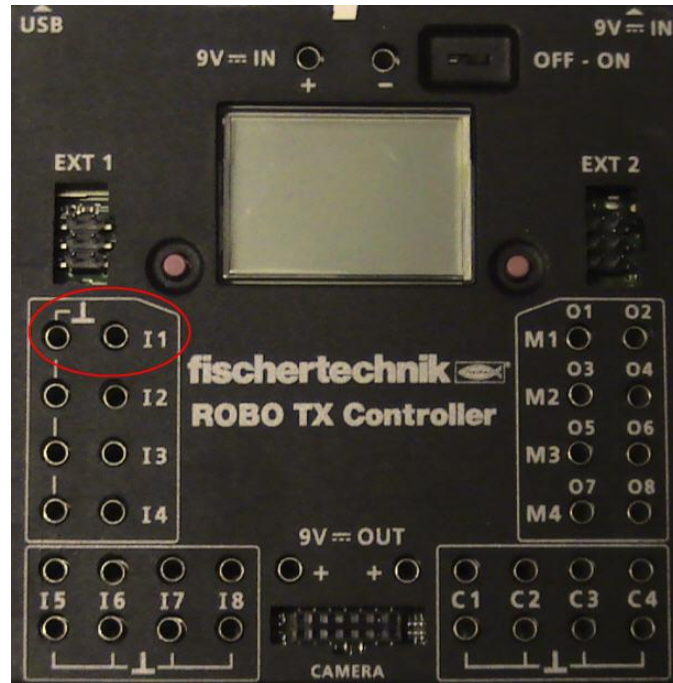 USB
9V IN
9V IN + - OFF - ON
EXT 1
EXT 2
O1 O2
I1
M1
fischertechnik
O3 O4
I2
ROBO TX Controller
M2
O5 O6
I3
M3
O7 O8
I4
M4
9V OUT
+ +
I5 I6 I7 I8
C1 C2 C3 C4
CAMERA